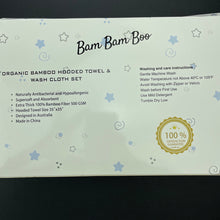 Bam Bam Boo
ORGANIC BAMBOO HOODED TOWEL &
WASH CLOTH SET
Naturally Antibacterial and Hypoallergenic
Supersoft and Absorbent
Extra Thick 100% Bamboo Fiber 500 GSM
Hooded Towel Size 35"x35"
Designed in Australia
Made in China
Washing and care instructions
Gentle Machine Wash
Water Temperature not Above 40°C or 105°F
Avoid Washing with Zipper or Velcro
Wash before First Use
Use Mild Detergent
Tumble Dry Low
100 %